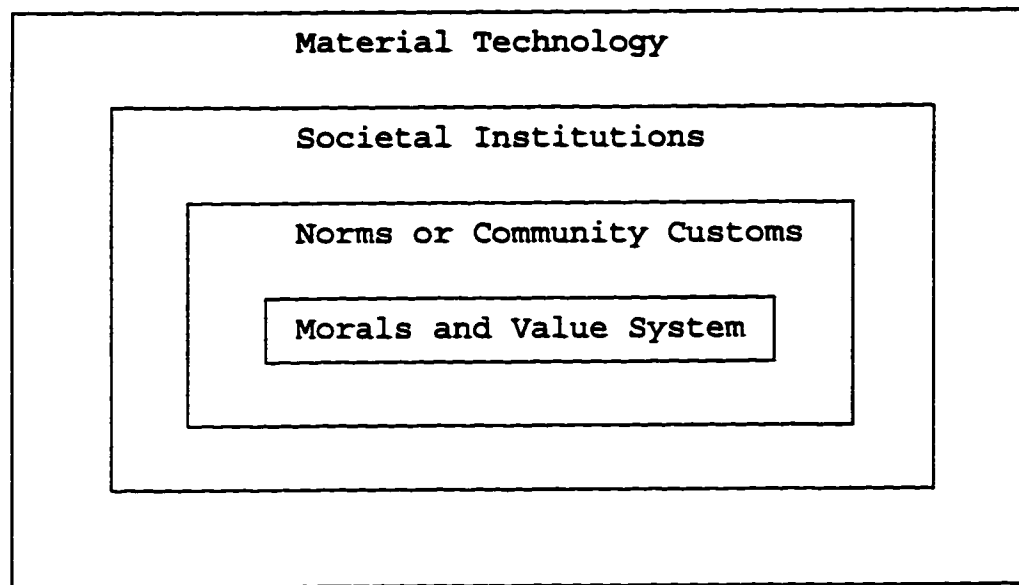 Material Technology
Societal Institutions
Norms or Community Customs
Morals and Value System